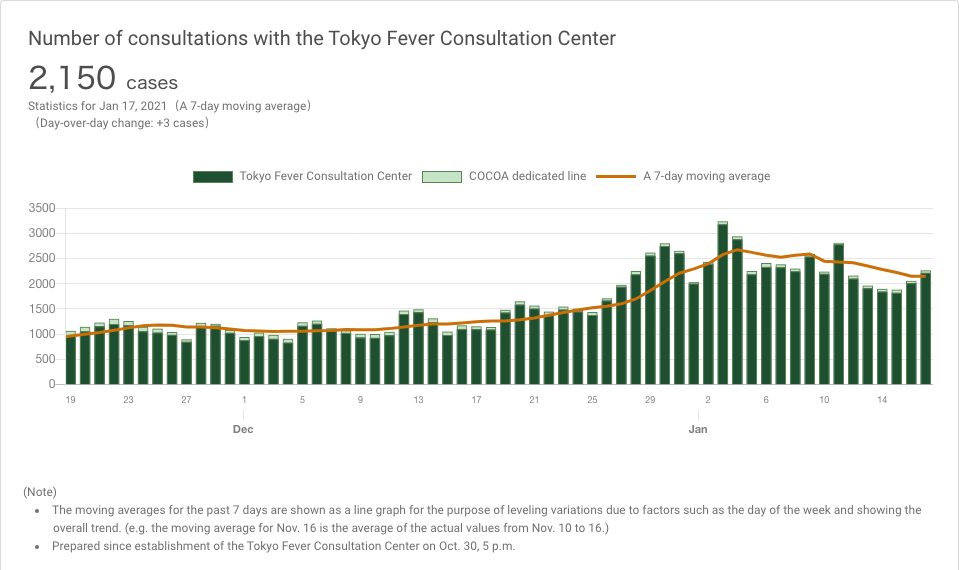 Number of consultations with the Tokyo Fever Consultation Center
2,150 cases
Statistics for Jan 17, 2021（A 7-day moving average）
（Day-over-day change: +3 cases）
Tokyo Fever Consultation Center COCOA dedicated line A 7-day moving average
3500
3000
2500
2000
1500
1000
500
0
19 23 27 1 5 9 13 17 21 25 29 2 6 10 14
Dec Jan
(Note)
• The moving averages for the past 7 days are shown as a line graph for the purpose of leveling variations due to factors such as the day of the week and showing the
overall trend. (e.g. the moving average for Nov. 16 is the average of the actual values from Nov. 10 to 16.)
• Prepared since establishment of the Tokyo Fever Consultation Center on Oct. 30, 5 p.m.